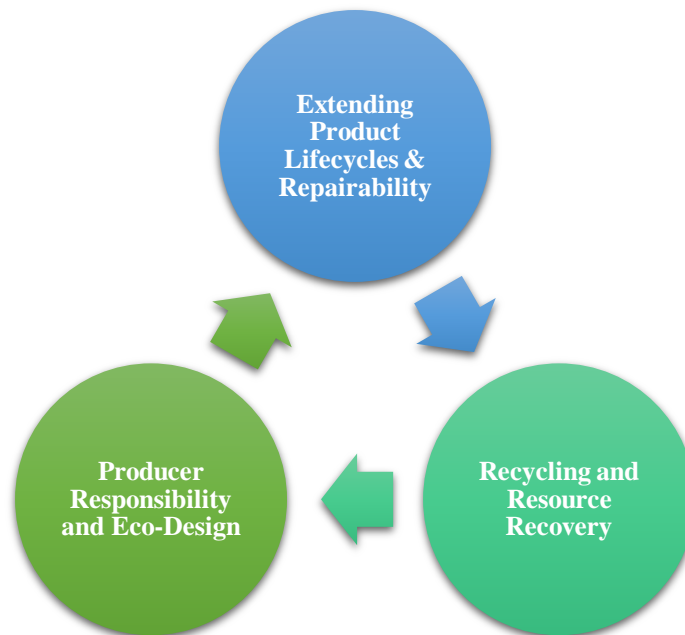 Extending
Product
Lifecycles &
Repairability
Producer
Responsibility
and Eco-Design
Recycling and
Resource
Recovery